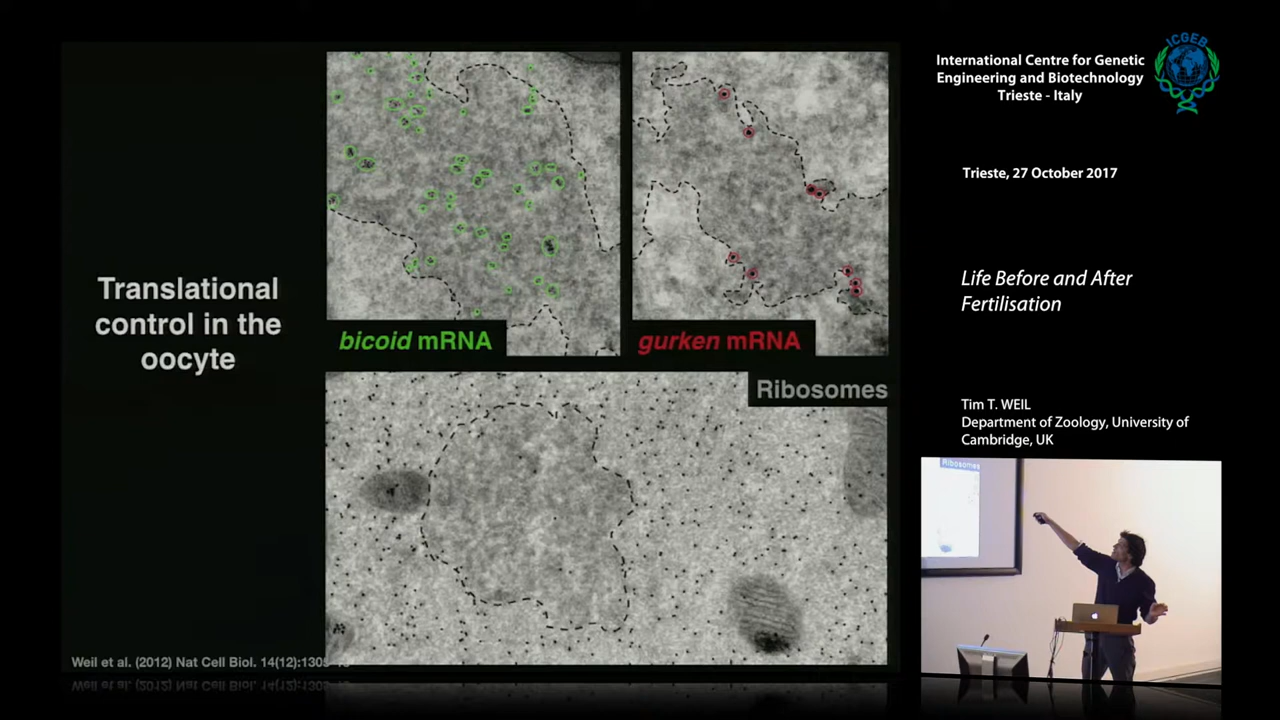 Translational
control in the
oocyte
bicoid mRNA
gurken mRNA
Ribosomes
Weil et al. (2012) Nat Cell Biol. 14(12):
International Centre for Genetic
Engineering and Biotechnology
Trieste - Italy
ICGEB
Trieste, 27 October 2017
Life Before and After
Fertilisation
Tim T. WEIL
Department of Zoology, University of
Cambridge, UK
Ribosomes